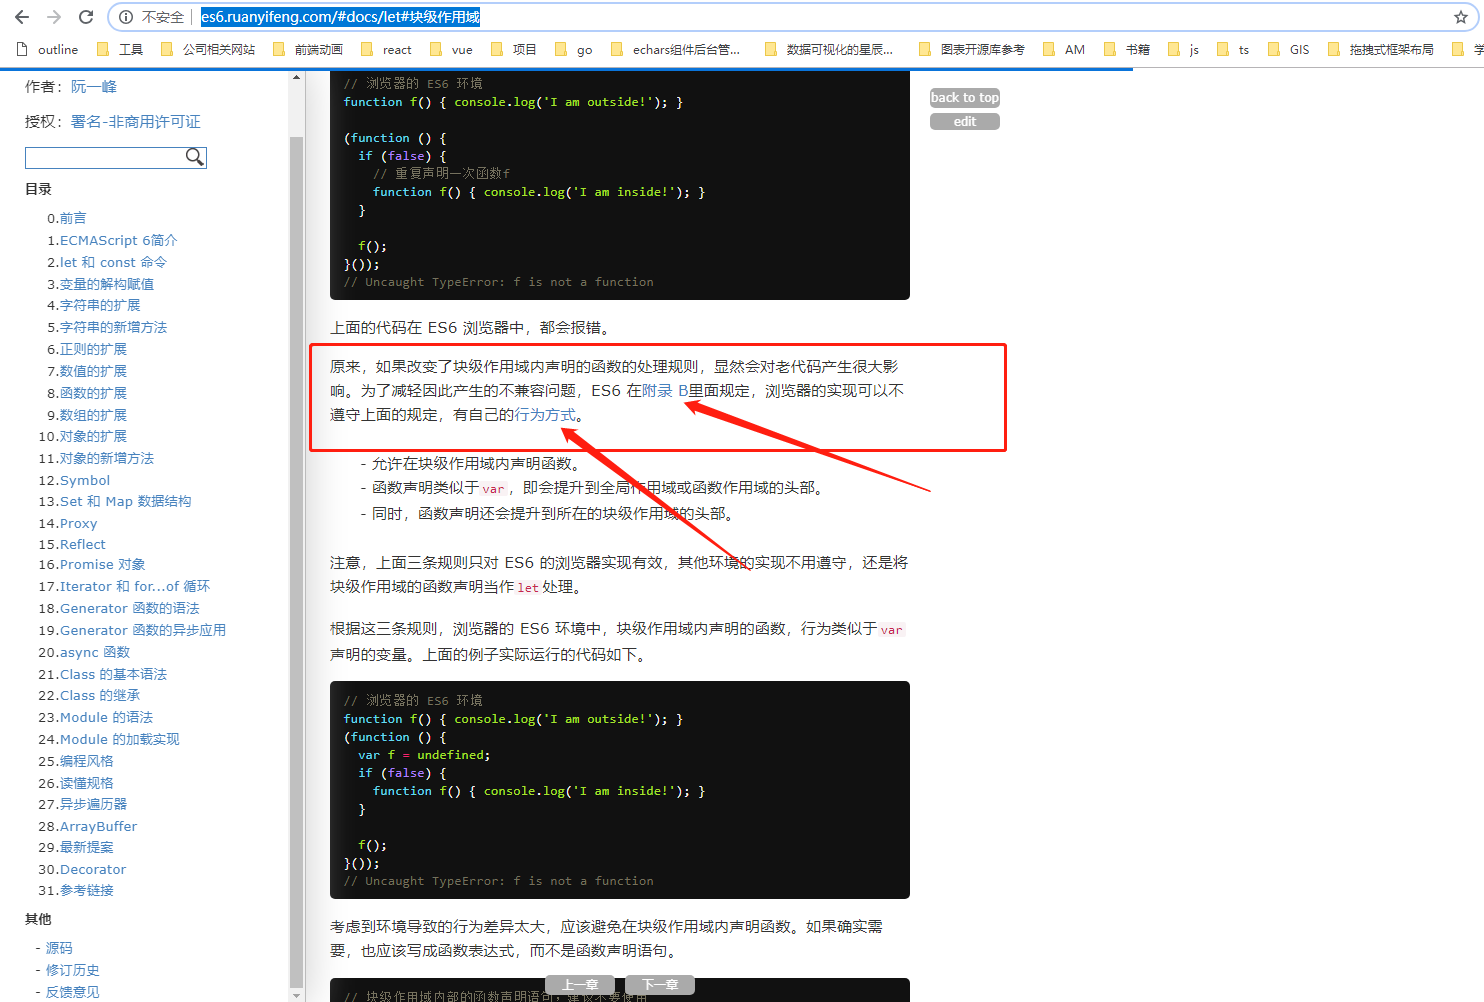 不安全 es6.ruanyifeng.com/#docs/let#块级作用域
outline 工具 公司相关网站 前端动画 react vue 项目 go echars组件后台管... 数据可视化的星辰... 图表开源库参考 AM 书籍 js ts GIS 拖拽式框架布局
作者：阮一峰
授权：署名-非商用许可证
目录
0.前言
1.ECMAScript 6简介
2.let 和 const 命令
3.变量的解构赋值
4.字符串的扩展
5.字符串的新增方法
6.正则的扩展
7.数值的扩展
8.函数的扩展
9.数组的扩展
10.对象的扩展
11.对象的新增方法
12.Symbol
13.Set 和 Map 数据结构
14.Proxy
15.Reflect
16.Promise 对象
17.Iterator 和 for...of 循环
18.Generator 函数的语法
19.Generator 函数的异步应用
20.async 函数
21.Class 的基本语法
22.Class 的继承
23.Module 的语法
24.Module 的加载实现
25.编程风格
26.读懂规格
27.异步遍历器
28.ArrayBuffer
29.最新提案
30.Decorator
31.参考链接
其他
- 源码
- 修订历史
- 反馈意见
// 浏览器的 ES6 环境
function f() { console.log('I am outside!'); }
(function () {
if (false) {
// 重复声明一次函数f
function f() { console.log('I am inside!'); }
}
f();
}());
// Uncaught TypeError: f is not a function
上面的代码在 ES6 浏览器中，都会报错。
原来，如果改变了块级作用域内声明的函数的处理规则，显然会对老代码产生很大影
响。为了减轻因此产生的不兼容问题，ES6 在附录 B里面规定，浏览器的实现可以不
遵守上面的规定，有自己的行为方式。
- 允许在块级作用域内声明函数。
- 函数声明类似于var，即会提升到全局作用域或函数作用域的头部。
- 同时，函数声明还会提升到所在的块级作用域的头部。
注意，上面三条规则只对 ES6 的浏览器实现有效，其他环境的实现不用遵守，还是将
块级作用域的函数声明当作let处理。
根据这三条规则，浏览器的 ES6 环境中，块级作用域内声明的函数，行为类似于var
声明的变量。上面的例子实际运行的代码如下。
// 浏览器的 ES6 环境
function f() { console.log('I am outside!'); }
(function () {
var f = undefined;
if (false) {
function f() { console.log('I am inside!'); }
}
f();
}());
// Uncaught TypeError: f is not a function
考虑到环境导致的行为差异太大，应该避免在块级作用域内声明函数。如果确实需
要，也应该写成函数表达式，而不是函数声明语句。
// 块级作用域内部的函数声明语句，建议不要使用
上一章 下一章
back to top
edit